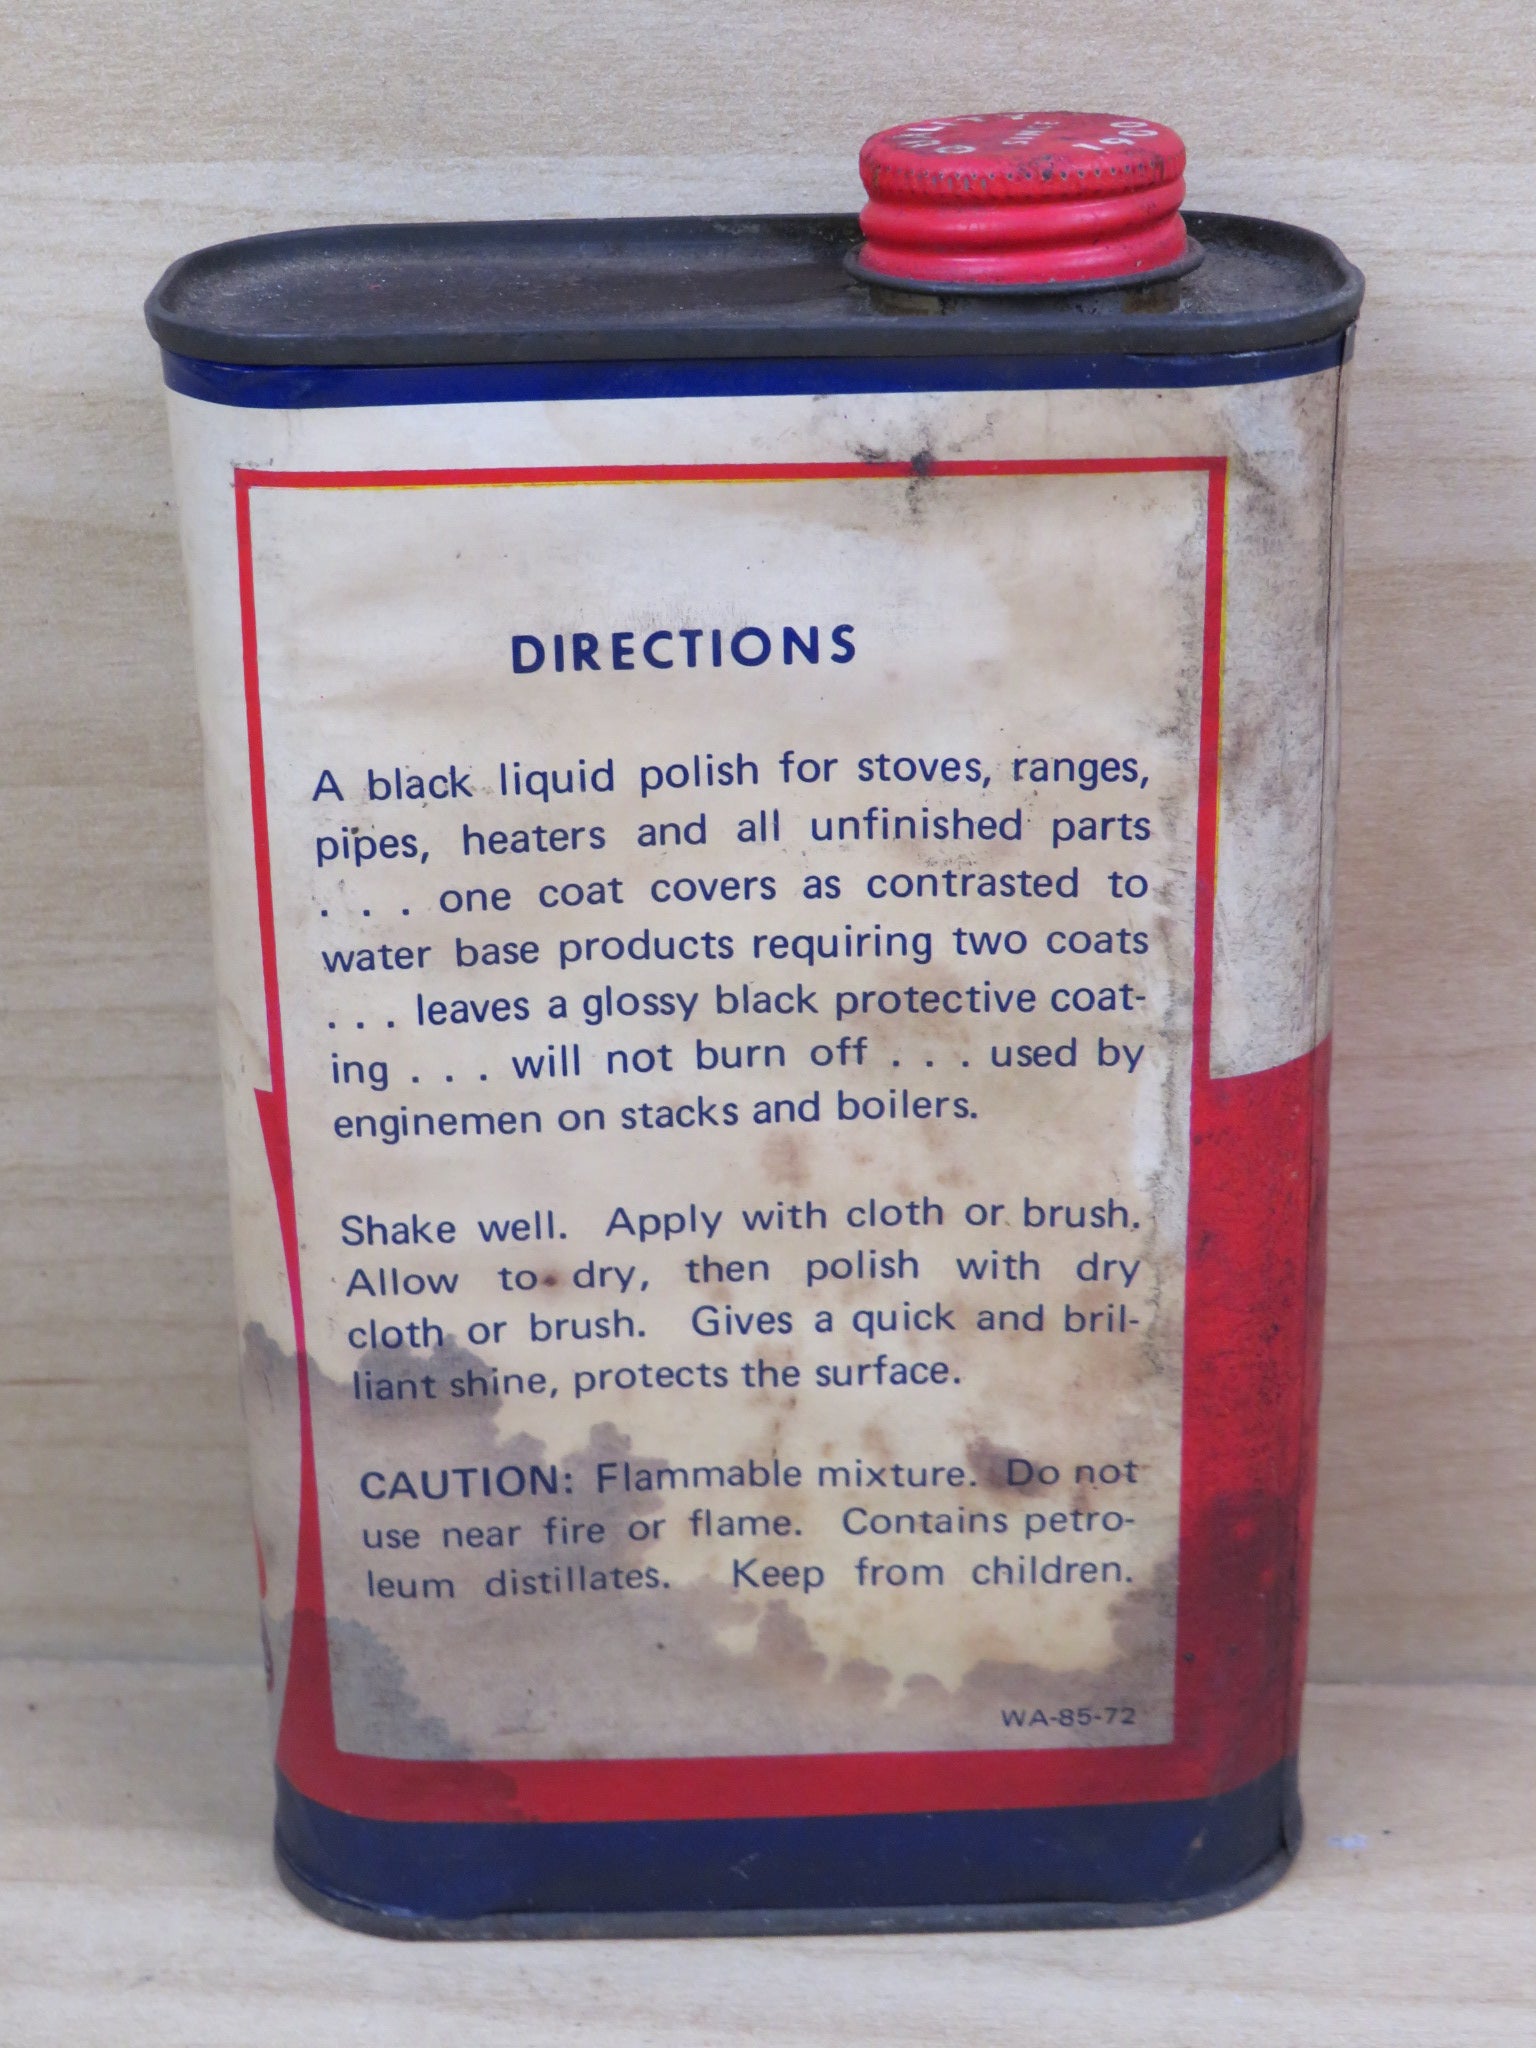 SINCE
1900
DIRECTIONS
A black liquid polish for stoves, ranges,
pipes, heaters and all unfinished parts
. . . one coat covers as contrasted to
water base products requiring two coats
. . . leaves a glossy black protective coat-
ing . . . will not burn off . . . used by
enginemen on stacks and boilers.
Shake well. Apply with cloth or brush.
Allow to dry, then polish with dry
cloth or brush. Gives a quick and bril-
liant shine, protects the surface.
CAUTION: Flammable mixture. Do not
use near fire or flame. Contains petro-
leum distillates. Keep from children.
WA-85-72